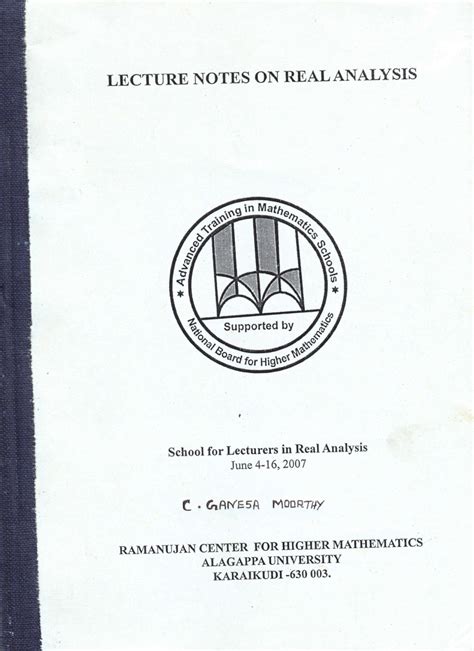 LECTURE NOTES ON REAL ANALYSIS
Advanced Training in Mathematics Schools
Supported by
National Board for Higher Mathematics
School for Lecturers in Real Analysis
June 4-16, 2007
C. GANESA MOORTHY
RAMANUJAN CENTER FOR HIGHER MATHEMATICS
ALAGAPPA UNIVERSITY
KARAIKUDI -630 003.